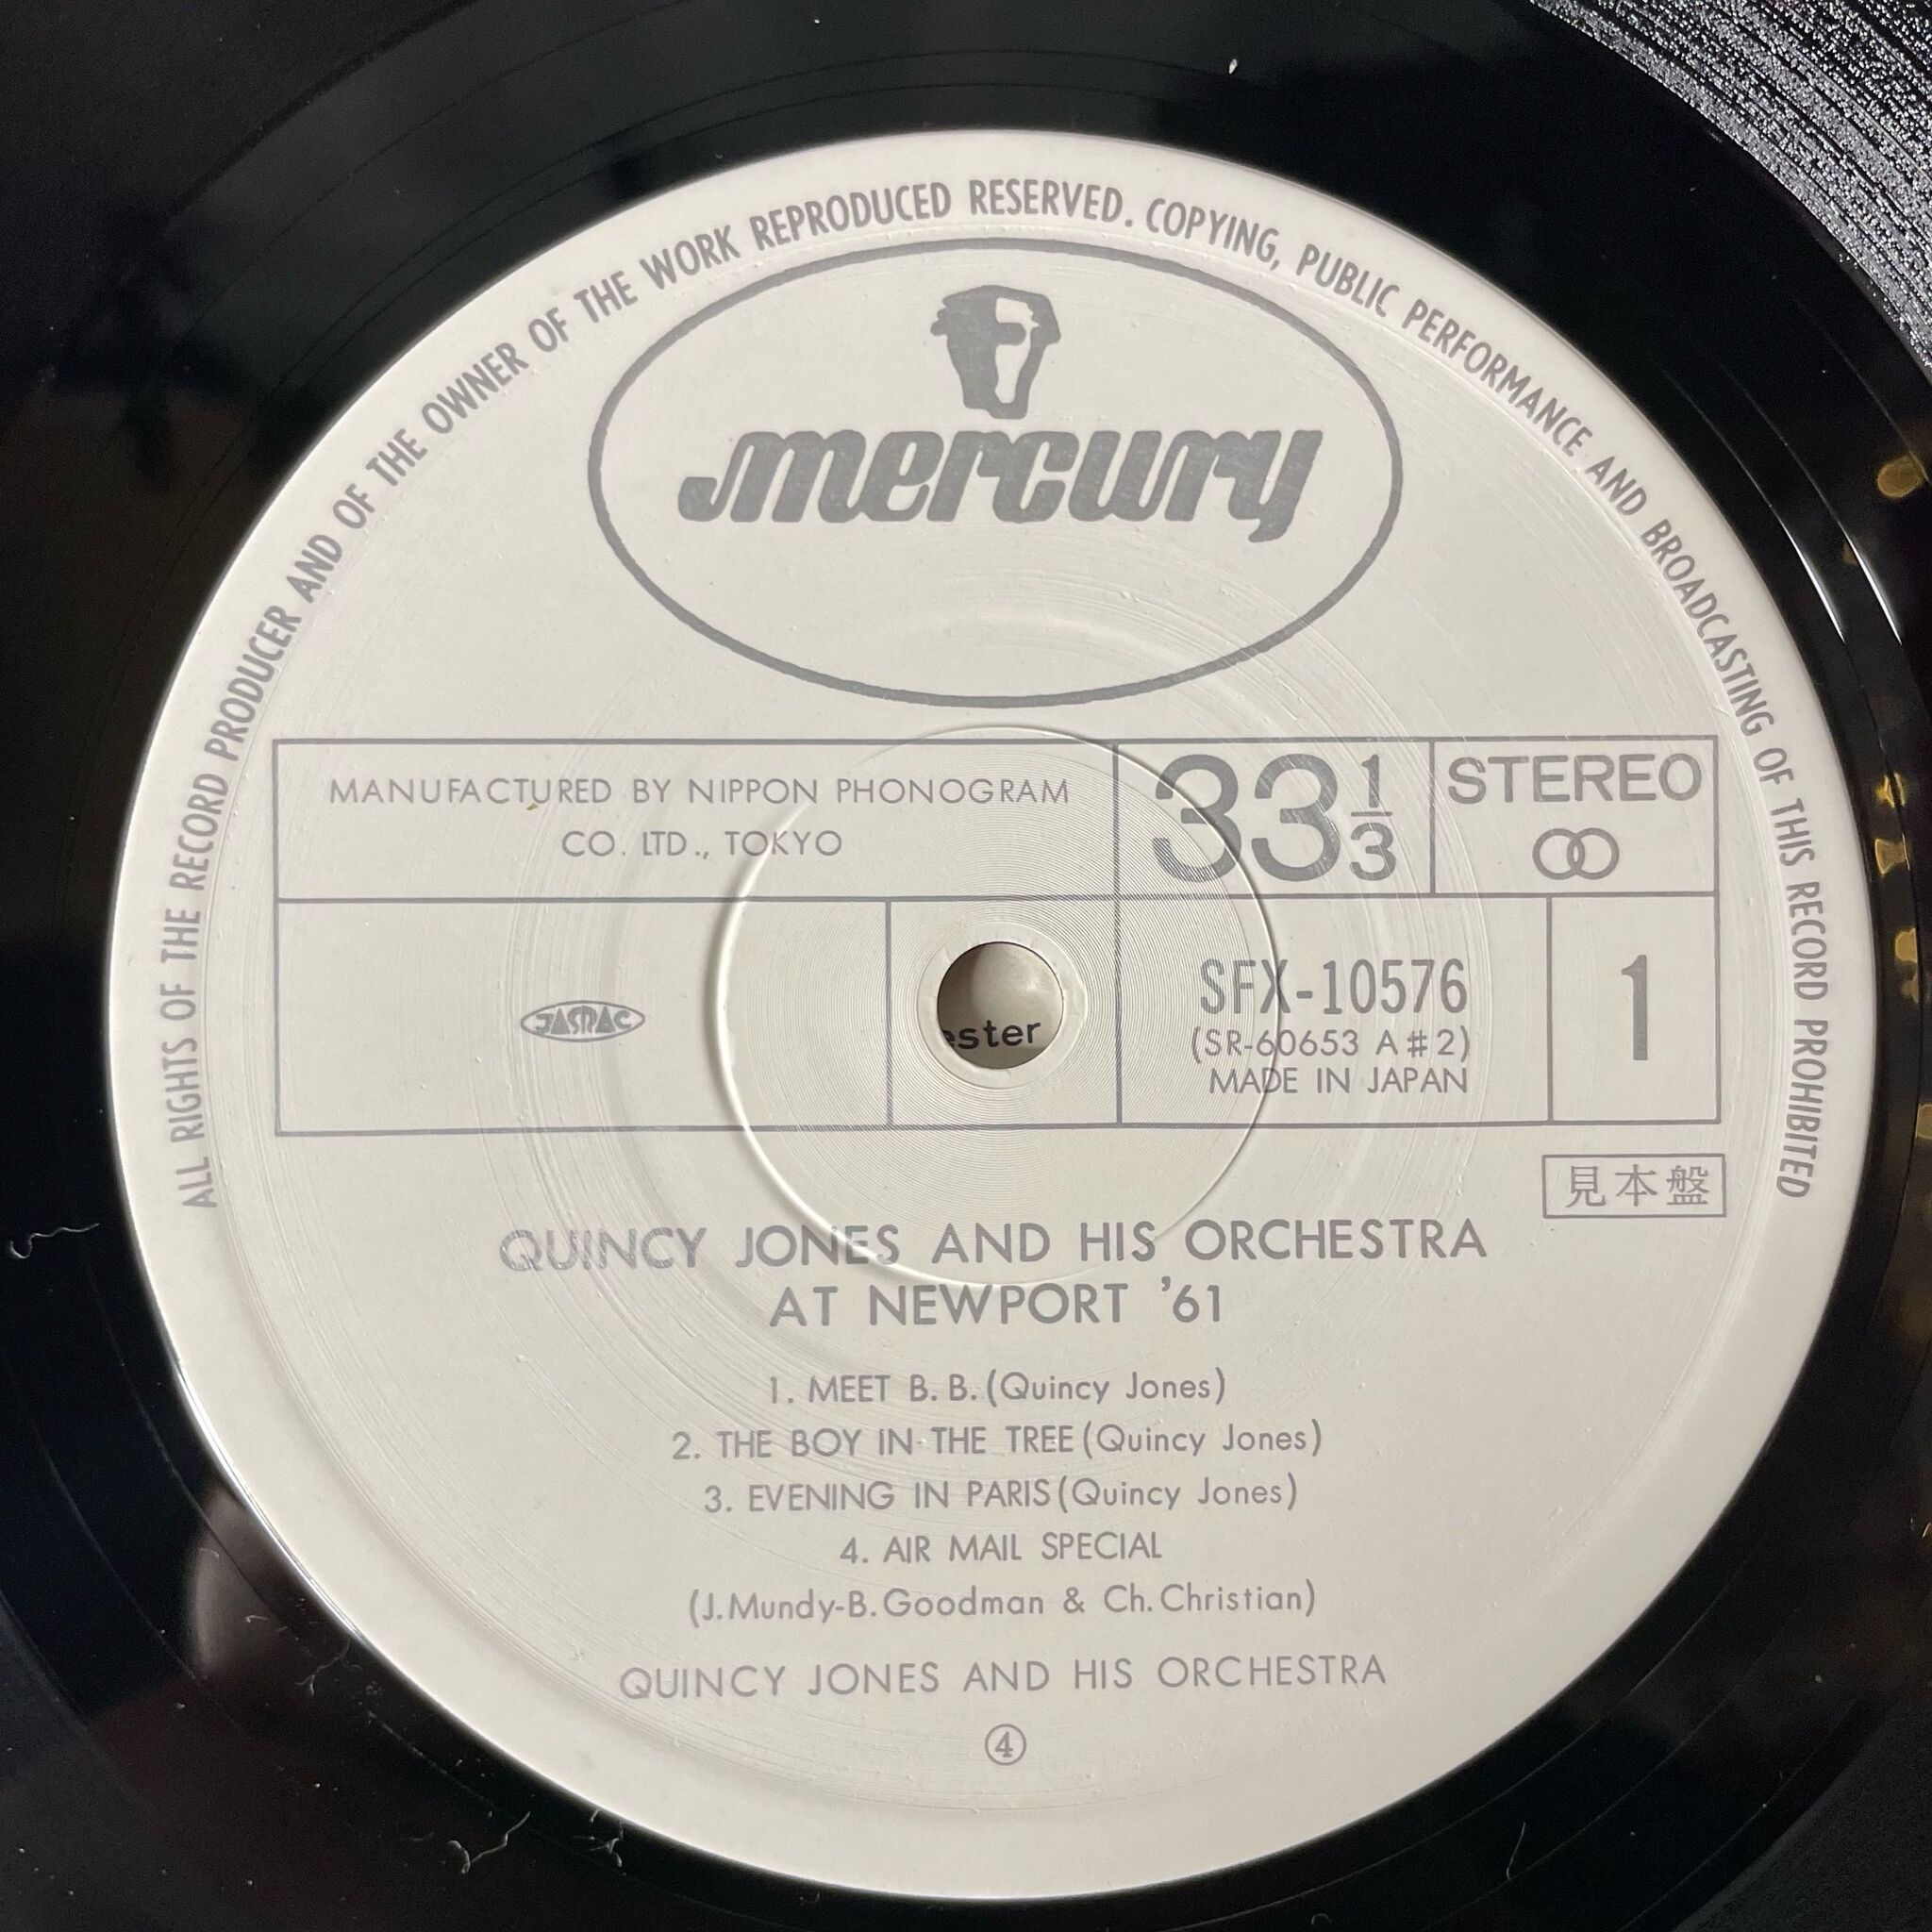 ALL RIGHTS OF THE RECORD PRODUCER AND OF THE OWNER OF THE WORK REPRODUCED RESERVED. COPYING, PUBLIC PERFORMANCE AND BROADCASTING OF THIS RECORD PROHIBITED
mercury
MANUFACTURED BY NIPPON PHONOGRAM
CO. LTD., TOKYO
33 1/3
STEREO
JASRAC
ester
SFX-10576
(SR-60653 A#2)
MADE IN JAPAN
1
見本盤
QUINCY JONES AND HIS ORCHESTRA
AT NEWPORT '61
1. MEET B. B. (Quincy Jones)
2. THE BOY IN THE TREE (Quincy Jones)
3. EVENING IN PARIS (Quincy Jones)
4. AIR MAIL SPECIAL
(J. Mundy-B. Goodman & Ch. Christian)
QUINCY JONES AND HIS ORCHESTRA
④